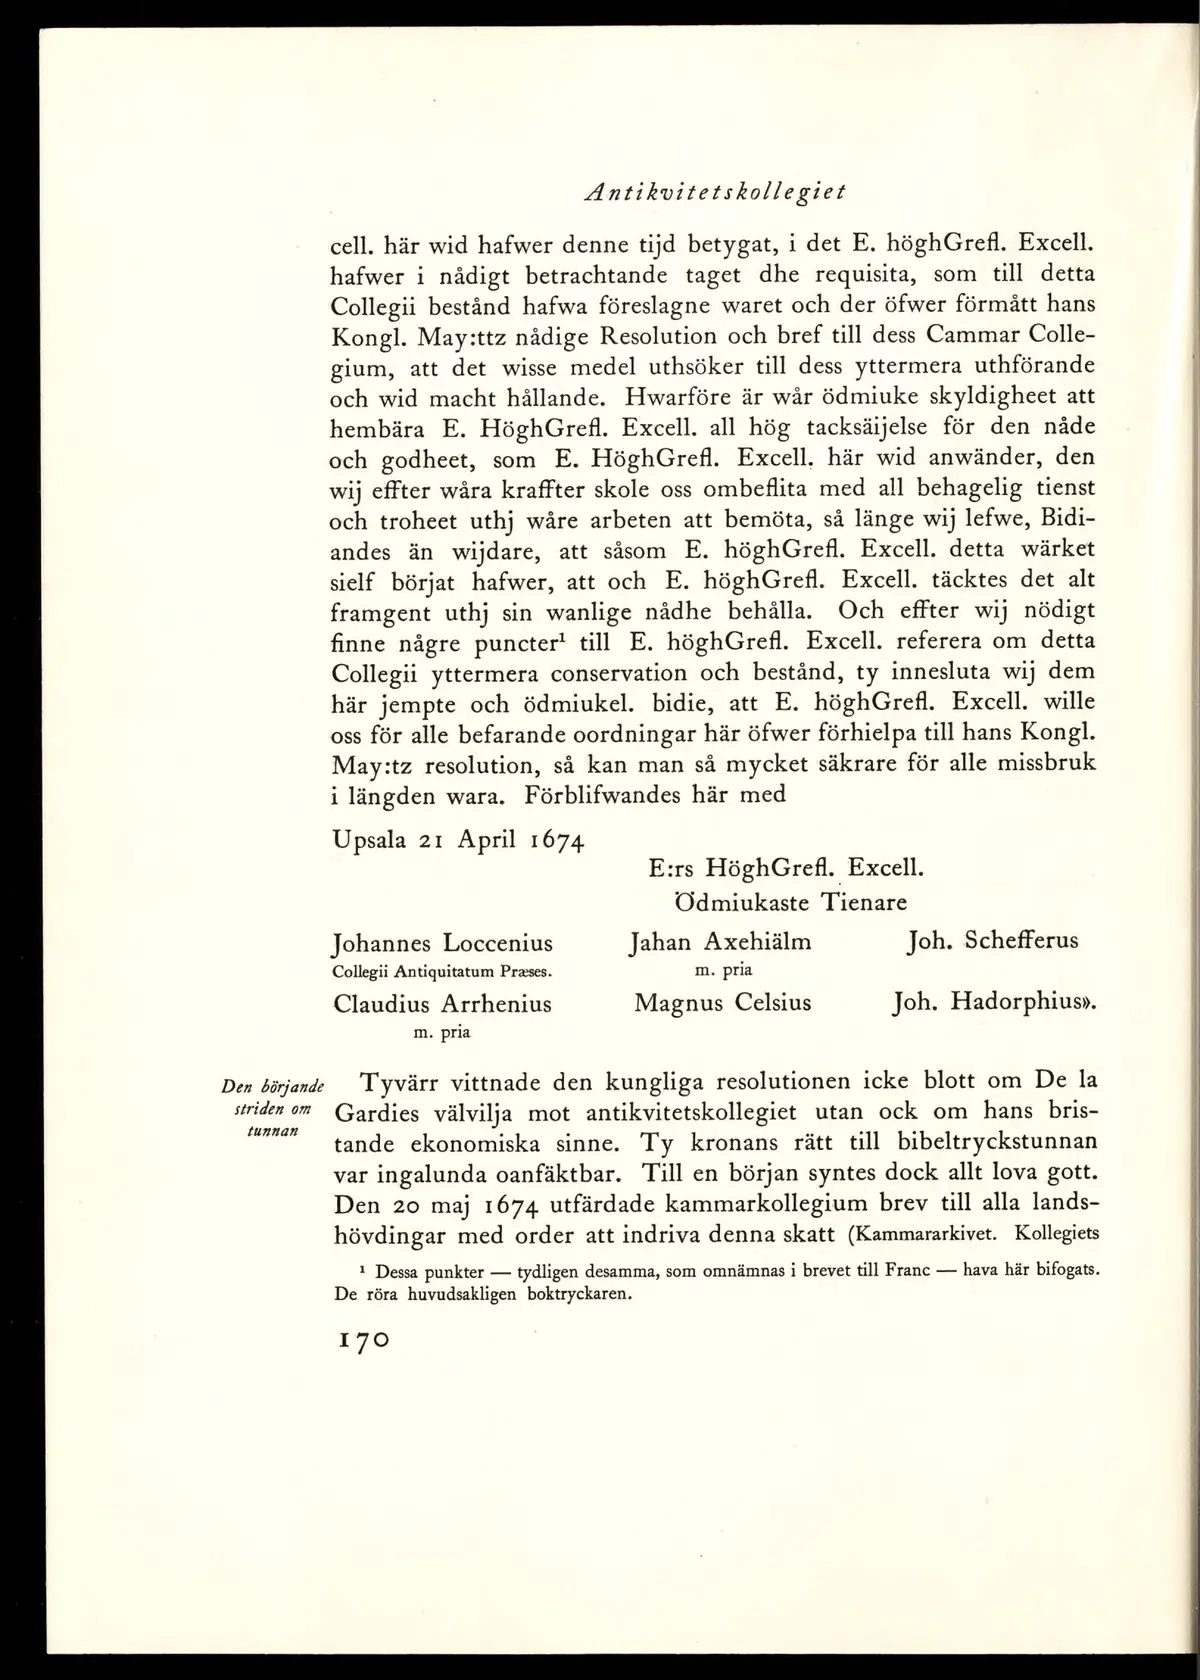 Antikvitetskollegiet
cell. här wid hafwer denne tijd betygat, i det E. höghGrefl. Excell.
hafwer i nådigt betrachtande taget dhe requisita, som till detta
Collegii bestånd hafwa föreslagne waret och der öfwer förmått hans
Kongl. May:ttz nådige Resolution och bref till dess Cammar Colle-
gium, att det wisse medel uthsöker till dess yttermera uthförande
och wid macht hållande. Hwarföre är wår ödmiuke skyldigheet att
hembära E. HöghGrefl. Excell. all hög tacksäijelse för den nåde
och godheet, som E. HöghGrefl. Excell. här wid anwänder, den
wij effter wåra kraffter skole oss ombeflita med all behagelig tienst
och troheet uthj wåre arbeten att bemöta, så länge wij lefwe, Bidi-
andes än wijdare, att såsom E. höghGrefl. Excell. detta wärket
sielf börjat hafwer, att och E. höghGrefl. Excell. täcktes det alt
framgent uthj sin wanlige nådhe behålla. Och effter wij nödigt
finne någre puncter¹ till E. höghGrefl. Excell. referera om detta
Collegii yttermera conservation och bestånd, ty innesluta wij dem
här jempte och ödmiukel. bidie, att E. höghGrefl. Excell. wille
oss för alle befarande oordningar här öfwer förhielpa till hans Kongl.
May:tz resolution, så kan man så mycket säkrare för alle missbruk
i längden wara. Förblifwandes här med
Upsala 21 April 1674
E:rs HöghGrefl. Excell.
Ödmiukaste Tienare
Johannes Loccenius Jahan Axehiälm Joh. Schefferus
Collegii Antiquitatum Præses. m. pria
Claudius Arrhenius Magnus Celsius Joh. Hadorphius».
m. pria
Den börjande
striden om
tunnan
Tyvärr vittnade den kungliga resolutionen icke blott om De la
Gardies välvilja mot antikvitetskollegiet utan ock om hans bris-
tande ekonomiska sinne. Ty kronans rätt till bibeltryckstunnan
var ingalunda oanfäktbar. Till en början syntes dock allt lova gott.
Den 20 maj 1674 utfärdade kammarkollegium brev till alla lands-
hövdingar med order att indriva denna skatt (Kammararkivet. Kollegiets
¹ Dessa punkter — tydligen desamma, som omnämnas i brevet till Franc — hava här bifogats.
De röra huvudsakligen boktryckaren.
170